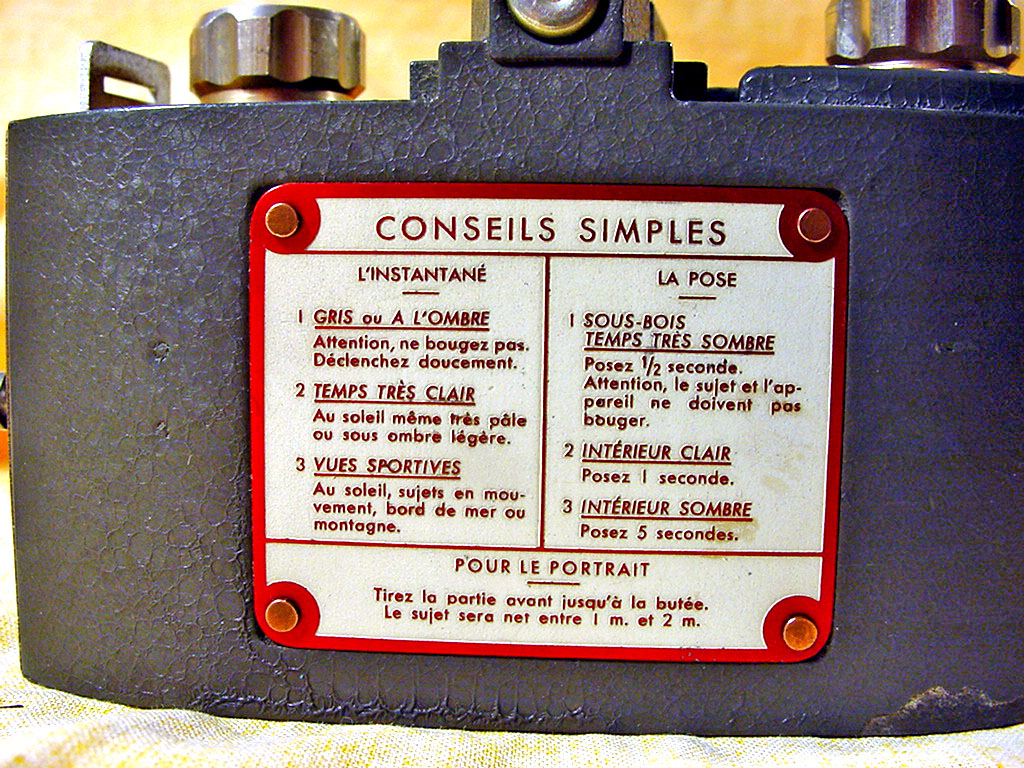 CONSEILS SIMPLES
L'INSTANTANÉ
1 GRIS ou A L'OMBRE
Attention, ne bougez pas.
Déclenchez doucement.
2 TEMPS TRÈS CLAIR
Au soleil même très pâle
ou sous ombre légère.
3 VUES SPORTIVES
Au soleil, sujets en mou-
vement, bord de mer ou
montagne.
LA POSE
1 SOUS-BOIS
TEMPS TRÈS SOMBRE
Posez 1/2 seconde.
Attention, le sujet et l'ap-
pareil ne doivent pas
bouger.
2 INTÉRIEUR CLAIR
Posez 1 seconde.
3 INTÉRIEUR SOMBRE
Posez 5 secondes.
POUR LE PORTRAIT
Tirez la partie avant jusqu'à la butée.
Le sujet sera net entre 1 m. et 2 m.